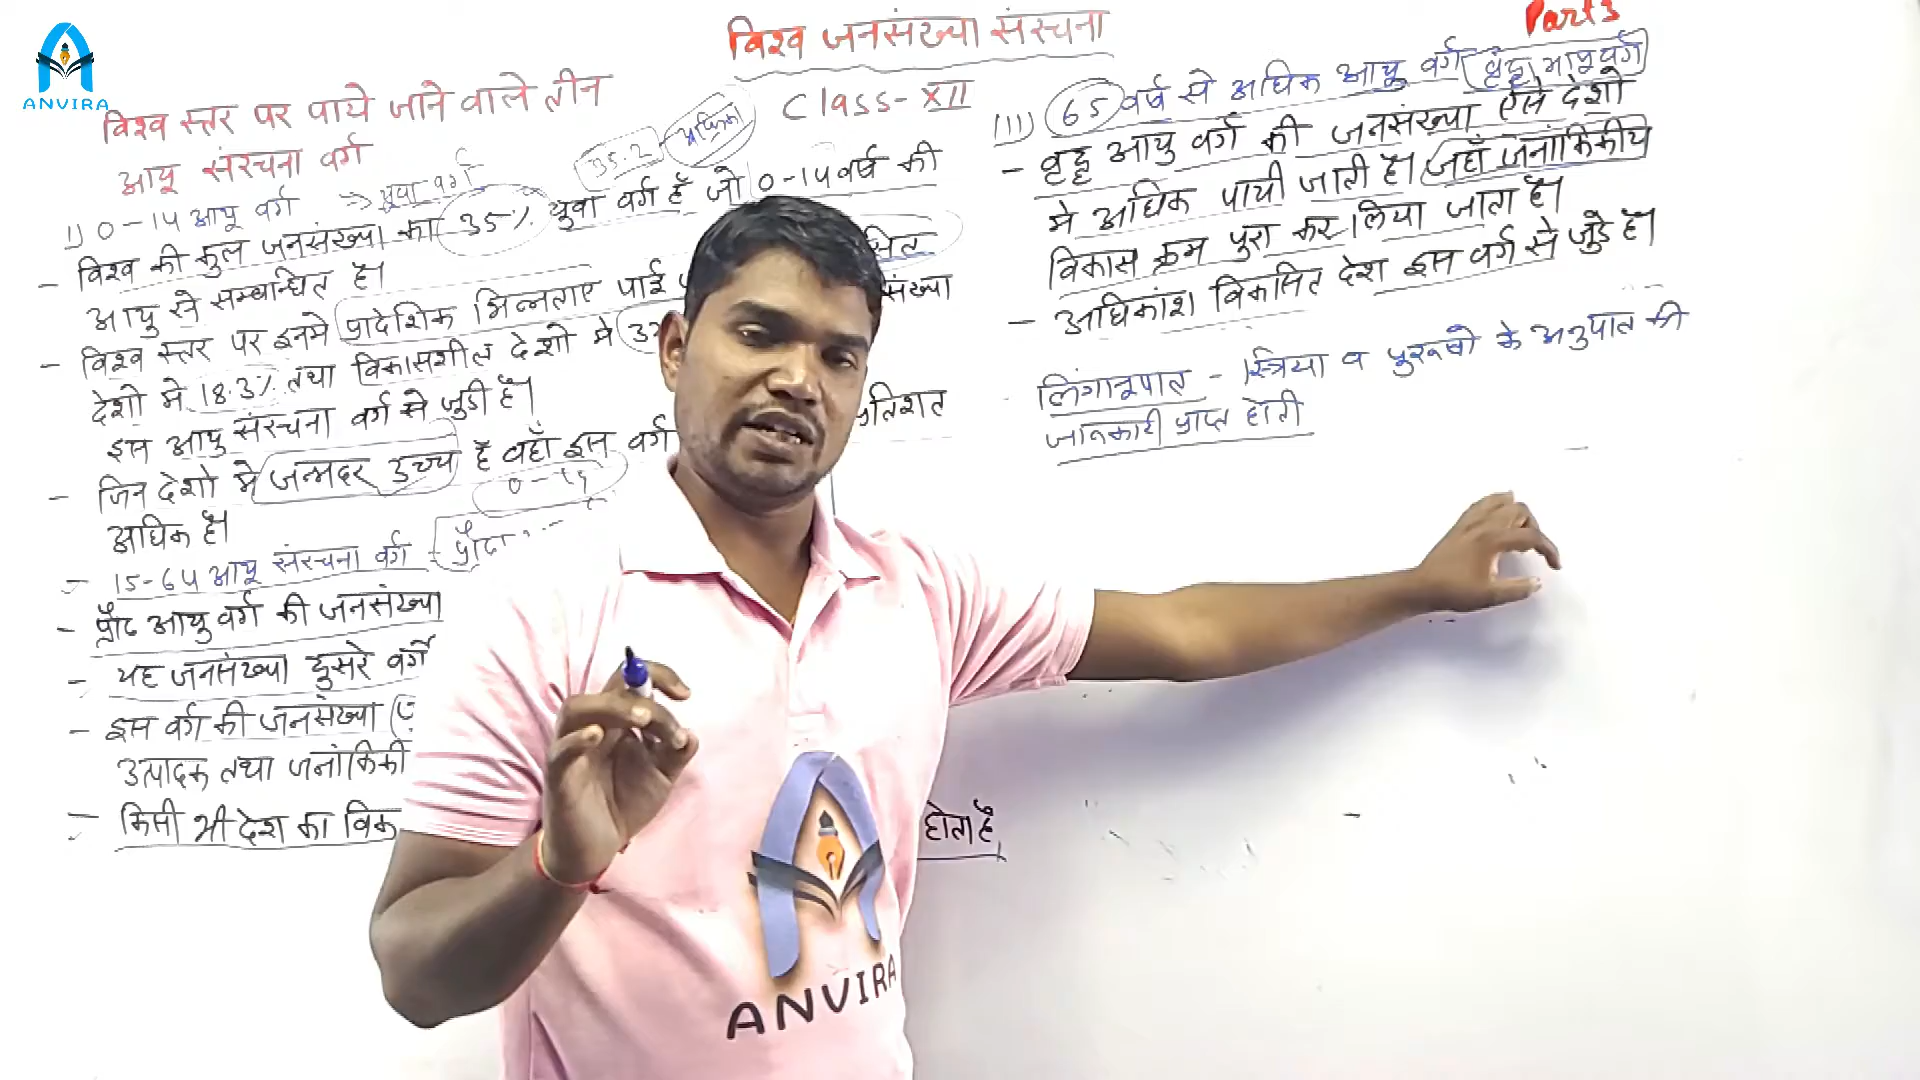 ANVIRA
विश्व जनसंख्या संरचना
Part 3
Class-XII
विश्व स्तर पर पाये जाने वाले तीन
आयु संरचना वर्ग
35.2 अधिक
1) 0-14 आयु वर्ग => युवा वर्ग
- विश्व की कुल जनसंख्या का 35% युवा वर्ग है जो 0-14 वर्ष की
आयु से सम्बन्धित है।
- विश्व स्तर पर इनमे प्रादेशिक भिन्नताए पाई
सित
देशो मे 18.3% तथा विकासशील देशो मे
संख्या
इस आयु संरचना वर्ग से जुडी है।
- जिन देशो मे जन्मदर उच्च है वहाँ इस वर्ग
प्रतिशत
0-14
अधिक है।
- 15-64 आयु संरचना वर्ग - प्रौढ
- प्रौढ आयु वर्ग की जनसंख्या
- यह जनसंख्या दुसरे वर्गे
- इस वर्ग की जनसंख्या
उत्पादक तथा जनांकिकी
- किसी भी देश का विक
होता है,
(III) 65 वर्ष से अधिक आयु वर्ग (वृद्ध आयु वर्ग
- वृद्ध आयु वर्ग की जनसंख्या ऐसे देशो
मे अधिक पायी जाती है। जहाँ जनांकिकीय
विकास क्रम पुरा कर लिया जाता है।
- अधिकांश विकसित देश इस वर्ग से जुडे है।
लिंगानुपात - स्त्रिया व पुरूषो के अनुपात की
जानकारी प्राप्त होती
ANVIRA